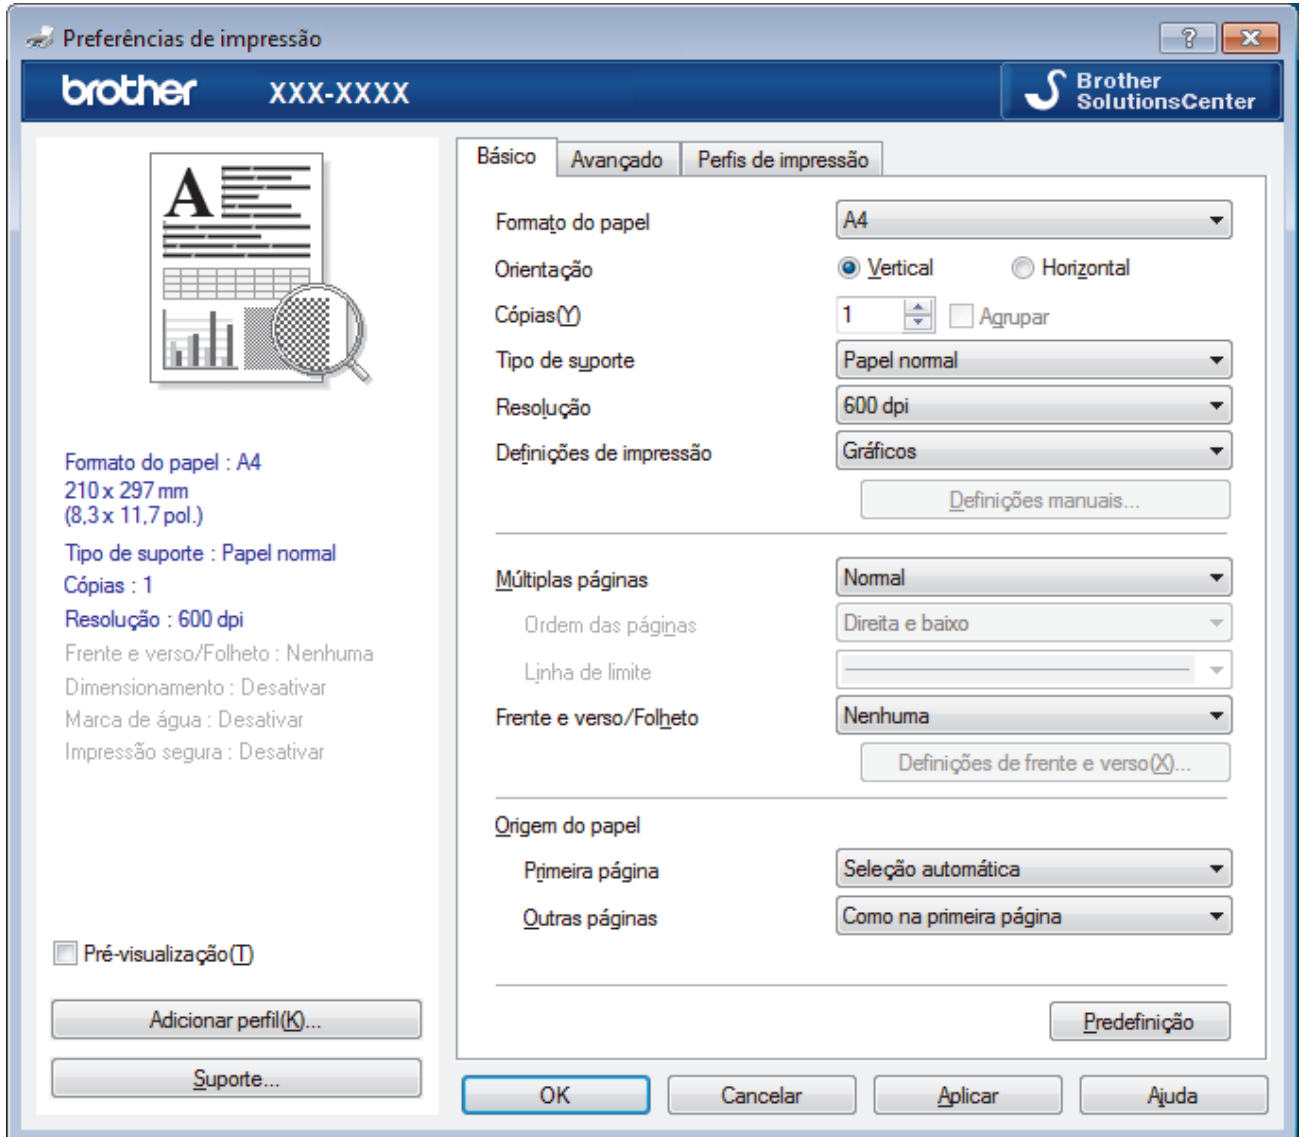 Preferências de impressão
brother XXX-XXXX
Brother
SolutionsCenter
A
Formato do papel : A4
210 x 297 mm
(8,3 x 11,7 pol.)
Tipo de suporte : Papel normal
Cópias : 1
Resolução : 600 dpi
Frente e verso/Folheto : Nenhuma
Dimensionamento : Desativar
Marca de água : Desativar
Impressão segura : Desativar
Pré-visualização(T)
Adicionar perfil(K)...
Suporte...
Básico Avançado Perfis de impressão
Formato do papel A4
Orientação Vertical Horizontal
Cópias(Y) 1 Agrupar
Tipo de suporte Papel normal
Resolução 600 dpi
Definições de impressão Gráficos
Definições manuais...
Múltiplas páginas Normal
Ordem das páginas Direita e baixo
Linha de limite
Frente e verso/Folheto Nenhuma
Definições de frente e verso(X)...
Origem do papel
Primeira página Seleção automática
Outras páginas Como na primeira página
Predefinição
OK Cancelar Aplicar Ajuda